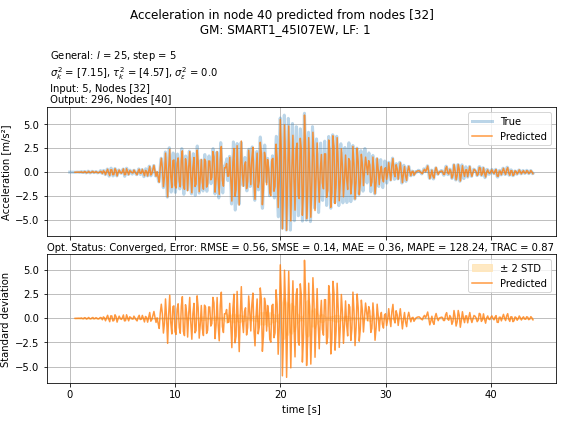 Acceleration in node 40 predicted from nodes [32]
GM: SMART1_45I07EW, LF: 1
General: l = 25, step = 5
σ²ₖ = [7.15], τ²ₖ = [4.57], σ²ε = 0.0
Input: 5, Nodes [32]
Output: 296, Nodes [40]
Acceleration [m/s²]
5.0
2.5
0.0
−2.5
−5.0
True
Predicted
Opt. Status: Converged, Error: RMSE = 0.56, SMSE = 0.14, MAE = 0.36, MAPE = 128.24, TRAC = 0.87
Standard deviation
5.0
2.5
0.0
−2.5
−5.0
± 2 STD
Predicted
0 10 20 30 40
time [s]